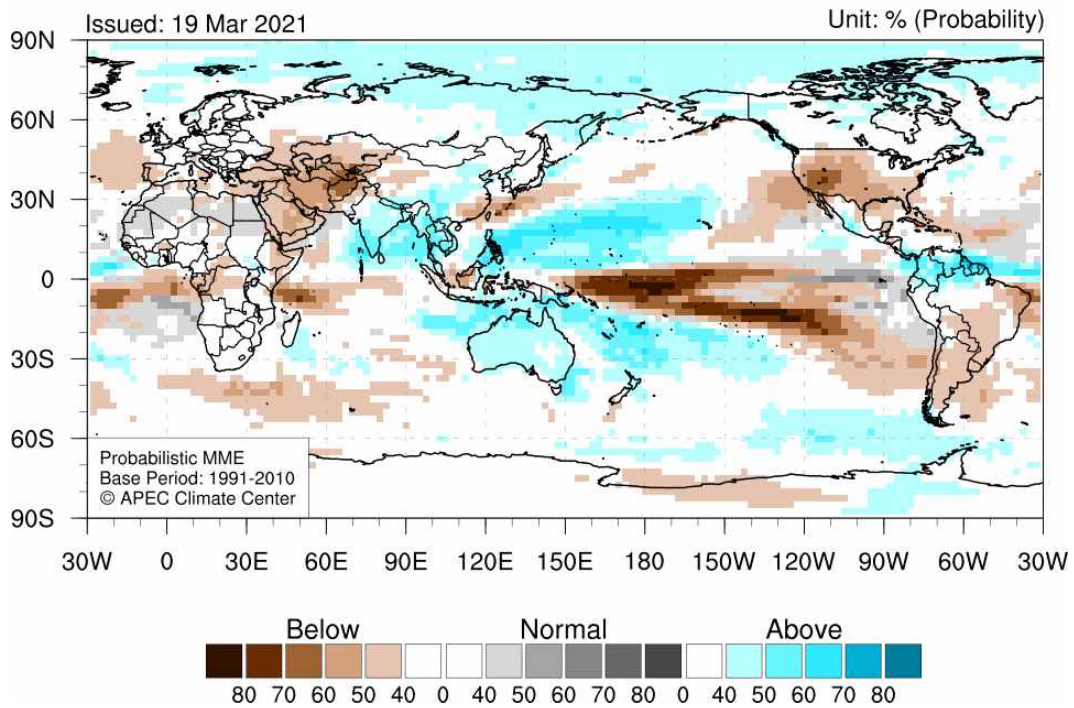 Issued: 19 Mar 2021 Unit: % (Probability)
90N
60N
30N
0
30S
60S
90S
Probabilistic MME
Base Period: 1991-2010
© APEC Climate Center
30W 0 30E 60E 90E 120E 150E 180 150W 120W 90W 60W 30W
Below Normal Above
80 70 60 50 40 0 40 50 60 70 80 0 40 50 60 70 80